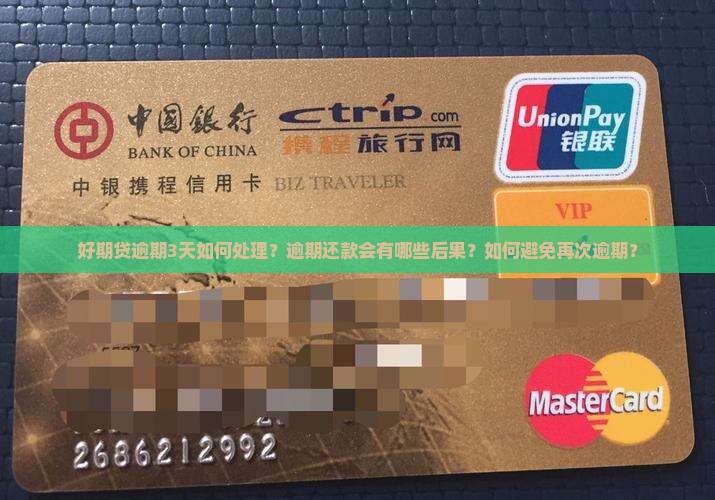 中國銀行
BANK OF CHINA
Ctrip.com
携程旅行网
中银携程信用卡 BIZ TRAVELER
UnionPay
银联
VIP
好期贷逾期3天如何处理？逾期还款会有哪些后果？如何避免再次逾期？
MasterCard
2686212992